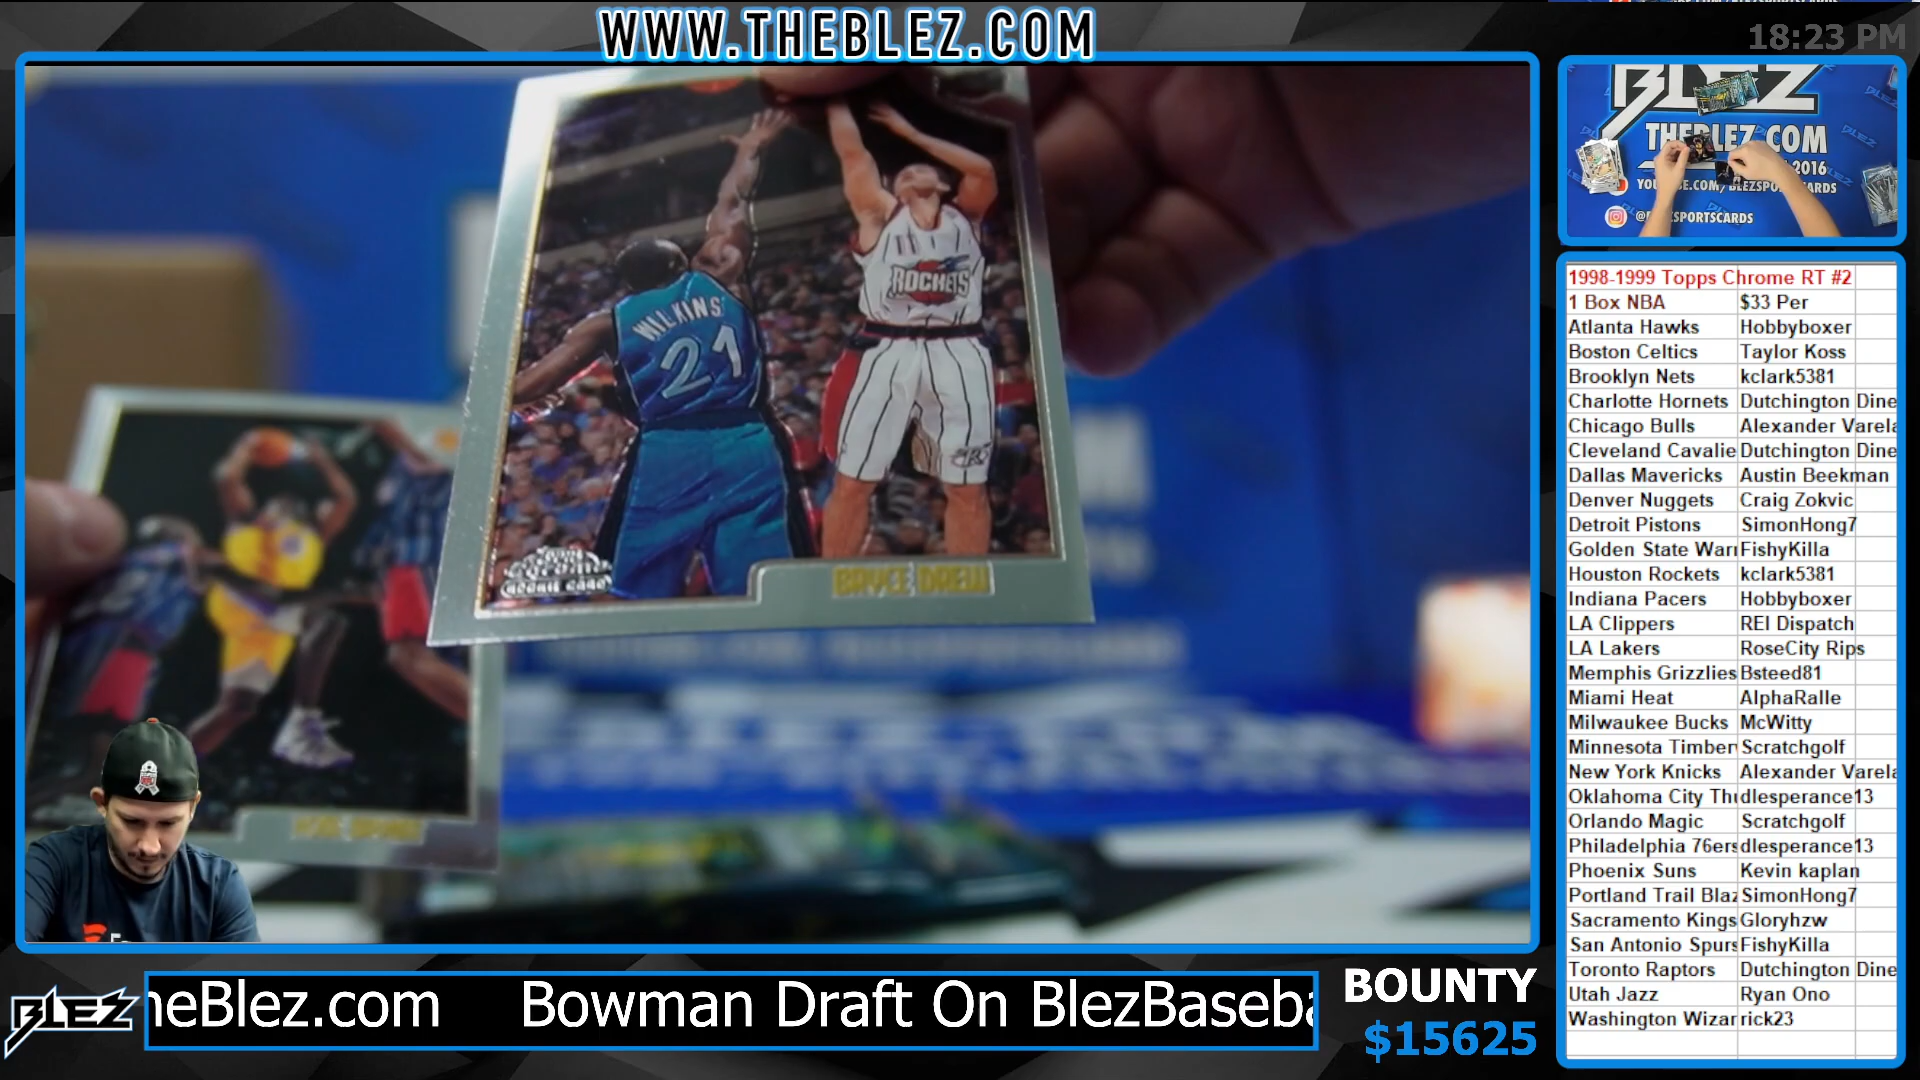 WWW.THEBLEZ.COM
18:23 PM
WILKINS
21
ROCKETS
BRYCE DREW
BLEZ
THEBLEZ.COM
2016
@BLEZSPORTSCARDS
1998-1999 Topps Chrome RT #2
1 Box NBA $33 Per
Atlanta Hawks Hobbyboxer
Boston Celtics Taylor Koss
Brooklyn Nets kclark5381
Charlotte Hornets Dutchington Dine
Chicago Bulls Alexander Varela
Cleveland Cavalie Dutchington Dine
Dallas Mavericks Austin Beekman
Denver Nuggets Craig Zokvic
Detroit Pistons SimonHong7
Golden State Warr FishyKilla
Houston Rockets kclark5381
Indiana Pacers Hobbyboxer
LA Clippers REI Dispatch
LA Lakers RoseCity Rips
Memphis Grizzlies Bsteed81
Miami Heat AlphaRalle
Milwaukee Bucks McWitty
Minnesota Timberv Scratchgolf
New York Knicks Alexander Varela
Oklahoma City Thu dlesperance13
Orlando Magic Scratchgolf
Philadelphia 76ers dlesperance13
Phoenix Suns Kevin kaplan
Portland Trail Blaz SimonHong7
Sacramento Kings Gloryhzw
San Antonio Spurs FishyKilla
Toronto Raptors Dutchington Dine
Utah Jazz Ryan Ono
Washington Wizar rick23
BLEZ
heBlez.com Bowman Draft On BlezBaseba
BOUNTY
$15625